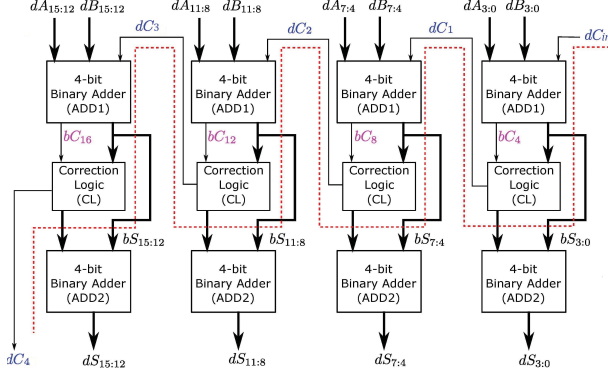 dA15:12 dB15:12 dC3 dA11:8 dB11:8 dC2 dA7:4 dB7:4 dC1 dA3:0 dB3:0 dCin
4-bit Binary Adder (ADD1) 4-bit Binary Adder (ADD1) 4-bit Binary Adder (ADD1) 4-bit Binary Adder (ADD1)
bC16 bC12 bC8 bC4
Correction Logic (CL) Correction Logic (CL) Correction Logic (CL) Correction Logic (CL)
bS15:12 bS11:8 bS7:4 bS3:0
4-bit Binary Adder (ADD2) 4-bit Binary Adder (ADD2) 4-bit Binary Adder (ADD2) 4-bit Binary Adder (ADD2)
dC4 dS15:12 dS11:8 dS7:4 dS3:0